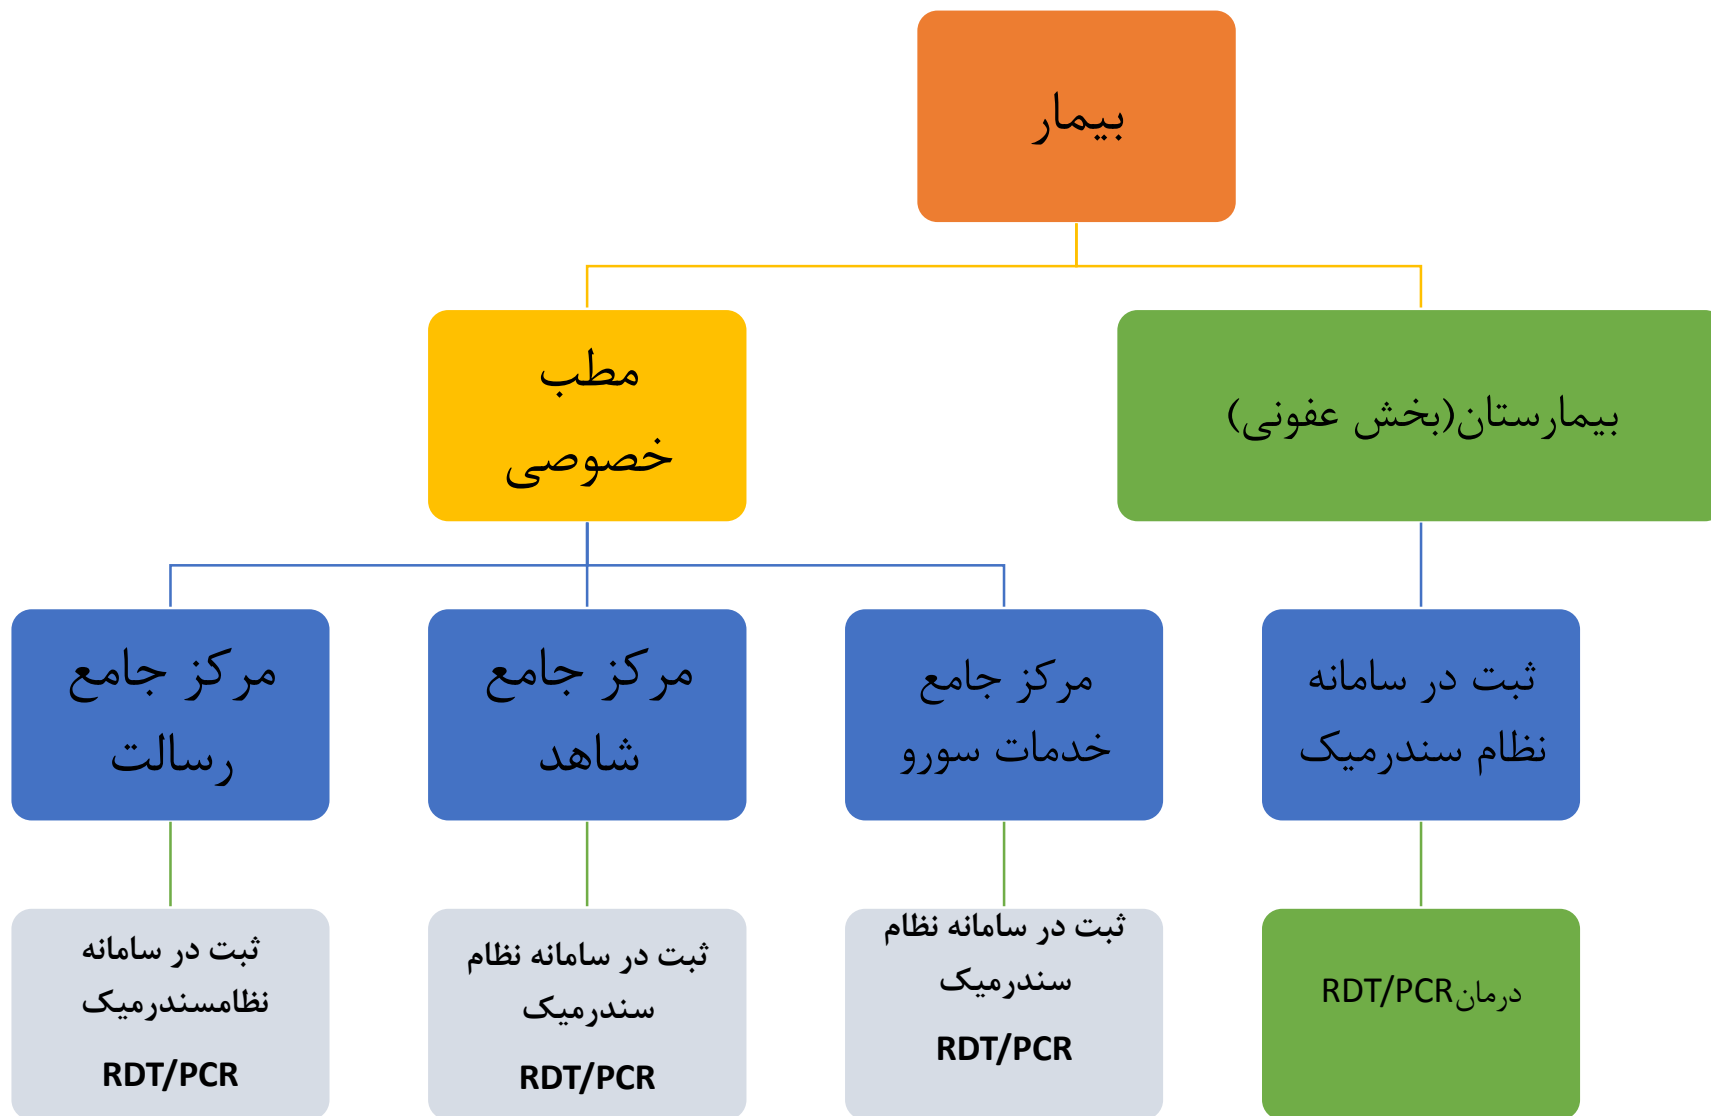 بیمار
بیمارستان(بخش عفونی)
مطب
خصوصی
ثبت در سامانه
نظام سندرمیک
مرکز جامع
خدمات سورو
مرکز جامع
شاهد
مرکز جامع
رسالت
درمانRDT/PCR
ثبت در سامانه نظام
سندرمیک
RDT/PCR
ثبت در سامانه نظام
سندرمیک
RDT/PCR
ثبت در سامانه
نظامسندرمیک
RDT/PCR